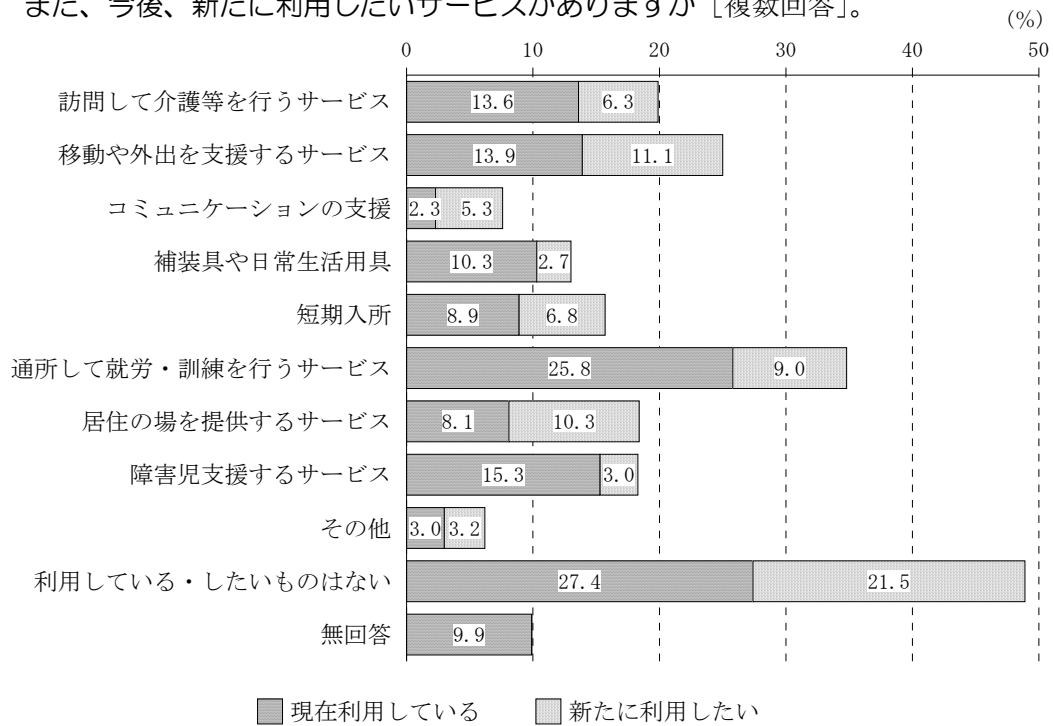 また、今後、新たに利用したいサービスがありますか［複数回答］。
(%)
0 10 20 30 40 50
訪問して介護等を行うサービス 13.6 6.3
移動や外出を支援するサービス 13.9 11.1
コミュニケーションの支援 2.3 5.3
補装具や日常生活用具 10.3 2.7
短期入所 8.9 6.8
通所して就労・訓練を行うサービス 25.8 9.0
居住の場を提供するサービス 8.1 10.3
障害児支援するサービス 15.3 3.0
その他 3.0 3.2
利用している・したいものはない 27.4 21.5
無回答 9.9
現在利用している 新たに利用したい